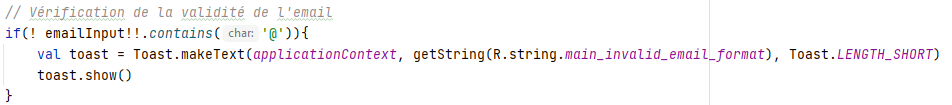 // Vérification de la validité de l'email
if(! emailInput!!.contains( char: '@')){
val toast = Toast.makeText(applicationContext, getString(R.string.main_invalid_email_format), Toast.LENGTH_SHORT)
toast.show()
}